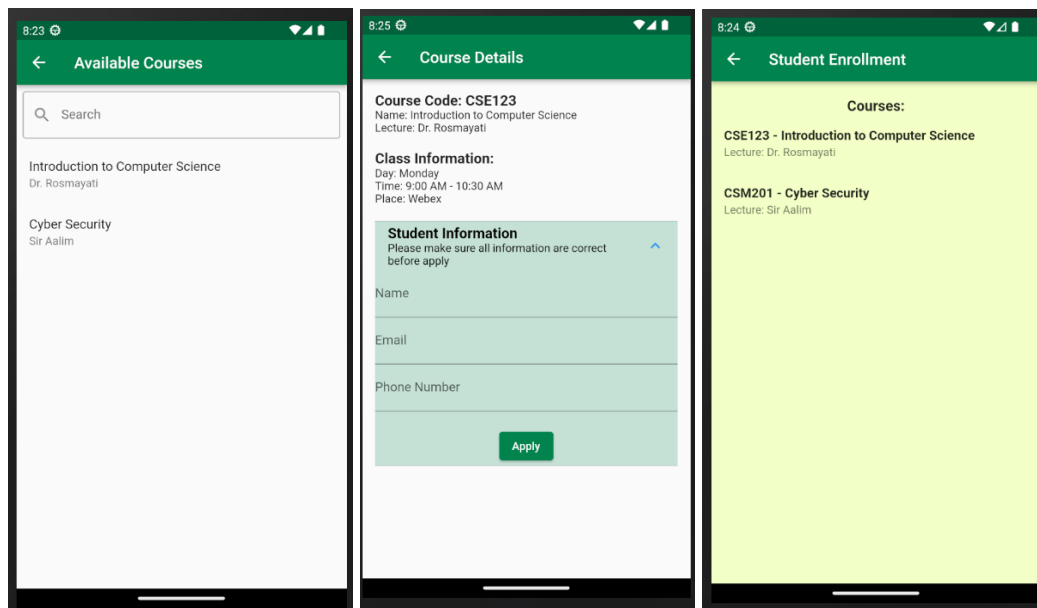 8:23
Available Courses
Search
Introduction to Computer Science
Dr. Rosmayati
Cyber Security
Sir Aalim
8:25
Course Details
Course Code: CSE123
Name: Introduction to Computer Science
Lecture: Dr. Rosmayati
Class Information:
Day: Monday
Time: 9:00 AM - 10:30 AM
Place: Webex
Student Information
Please make sure all information are correct
before apply
Name
Email
Phone Number
Apply
8:24
Student Enrollment
Courses:
CSE123 - Introduction to Computer Science
Lecture: Dr. Rosmayati
CSM201 - Cyber Security
Lecture: Sir Aalim